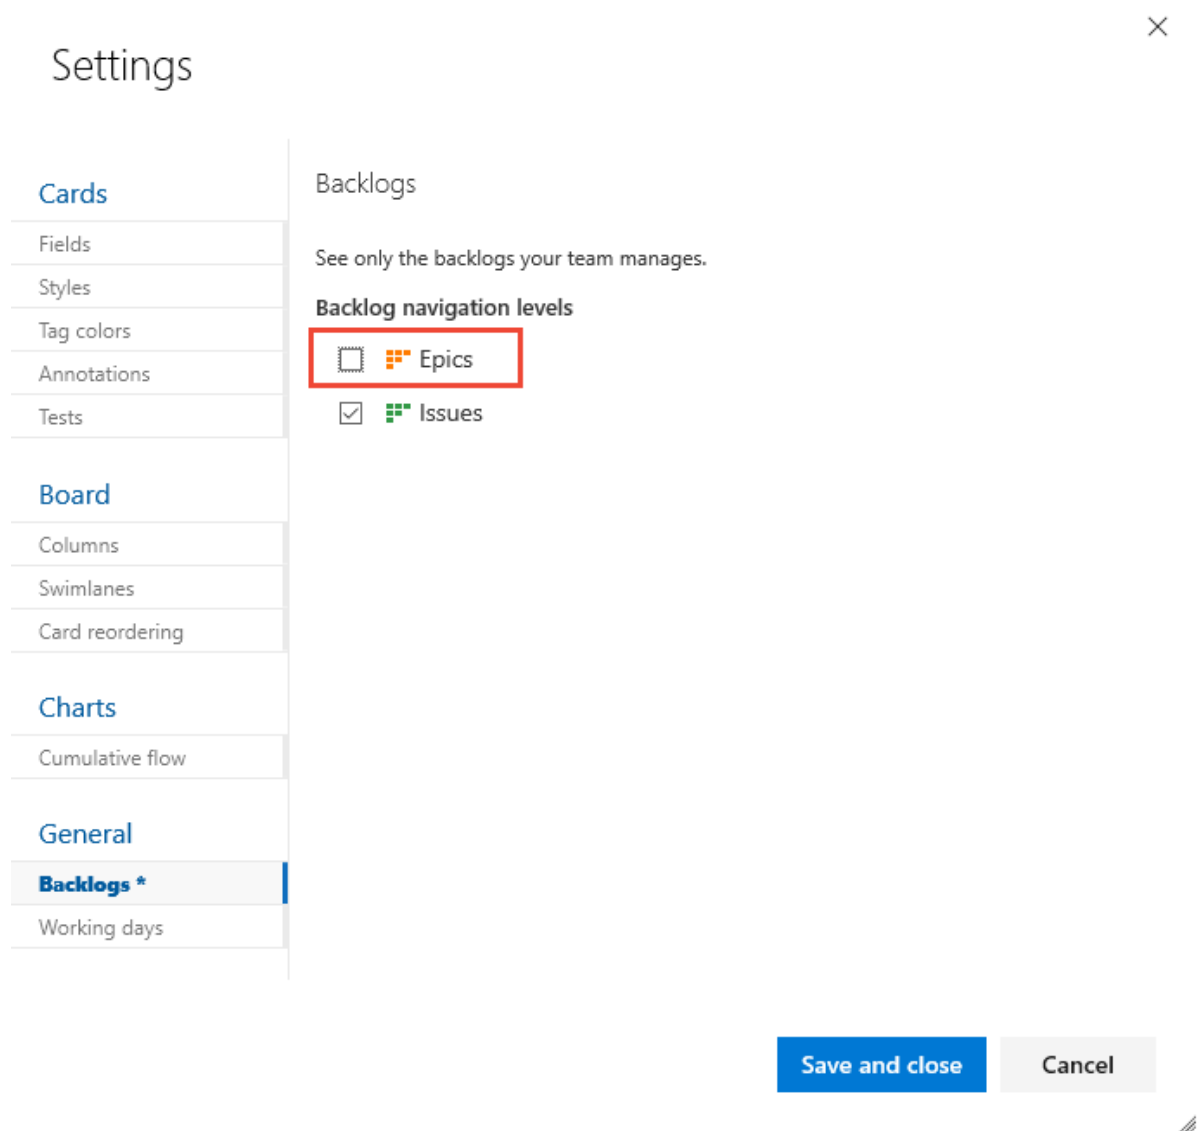 Settings
Cards
Fields
Styles
Tag colors
Annotations
Tests
Board
Columns
Swimlanes
Card reordering
Charts
Cumulative flow
General
Backlogs *
Working days
Backlogs
See only the backlogs your team manages.
Backlog navigation levels
Epics
Issues
Save and close
Cancel